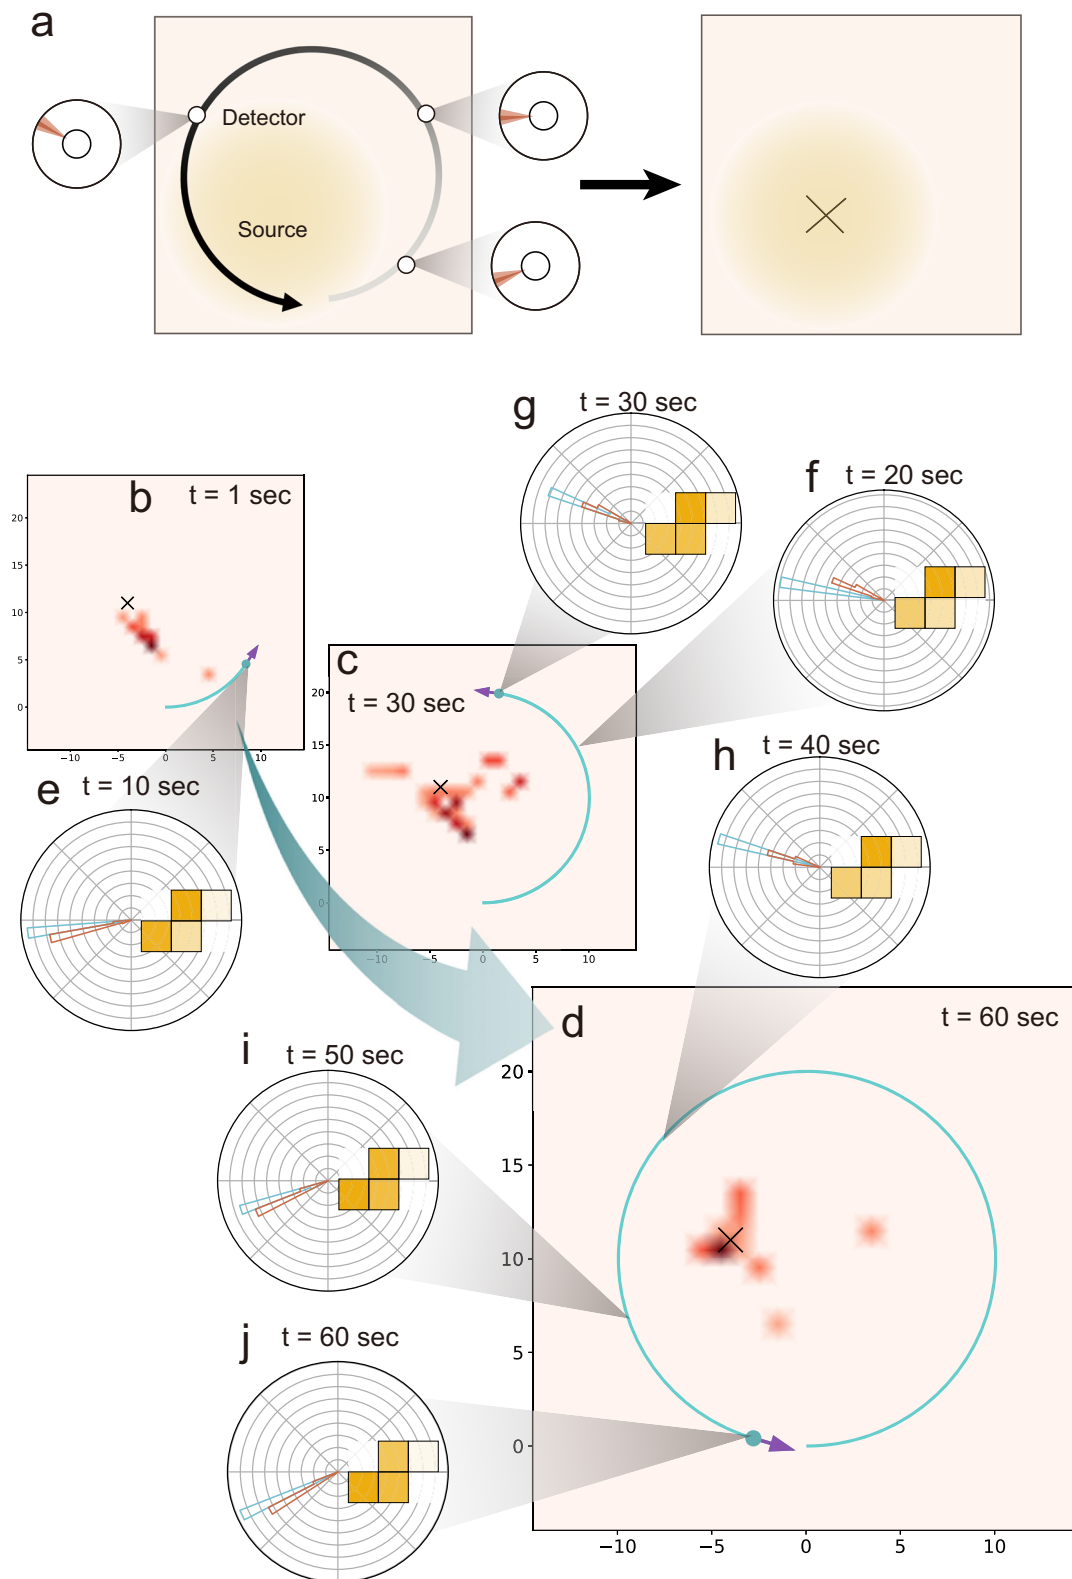 a
Detector
Source
g
t = 30 sec
f
t = 20 sec
b
t = 1 sec
20
15
10
5
0
−10
−5
0
5
10
c
t = 30 sec
20
15
10
5
0
−10
−5
0
5
10
h
t = 40 sec
e
t = 10 sec
d
t = 60 sec
20
15
10
5
0
−10
−5
0
5
10
i
t = 50 sec
j
t = 60 sec